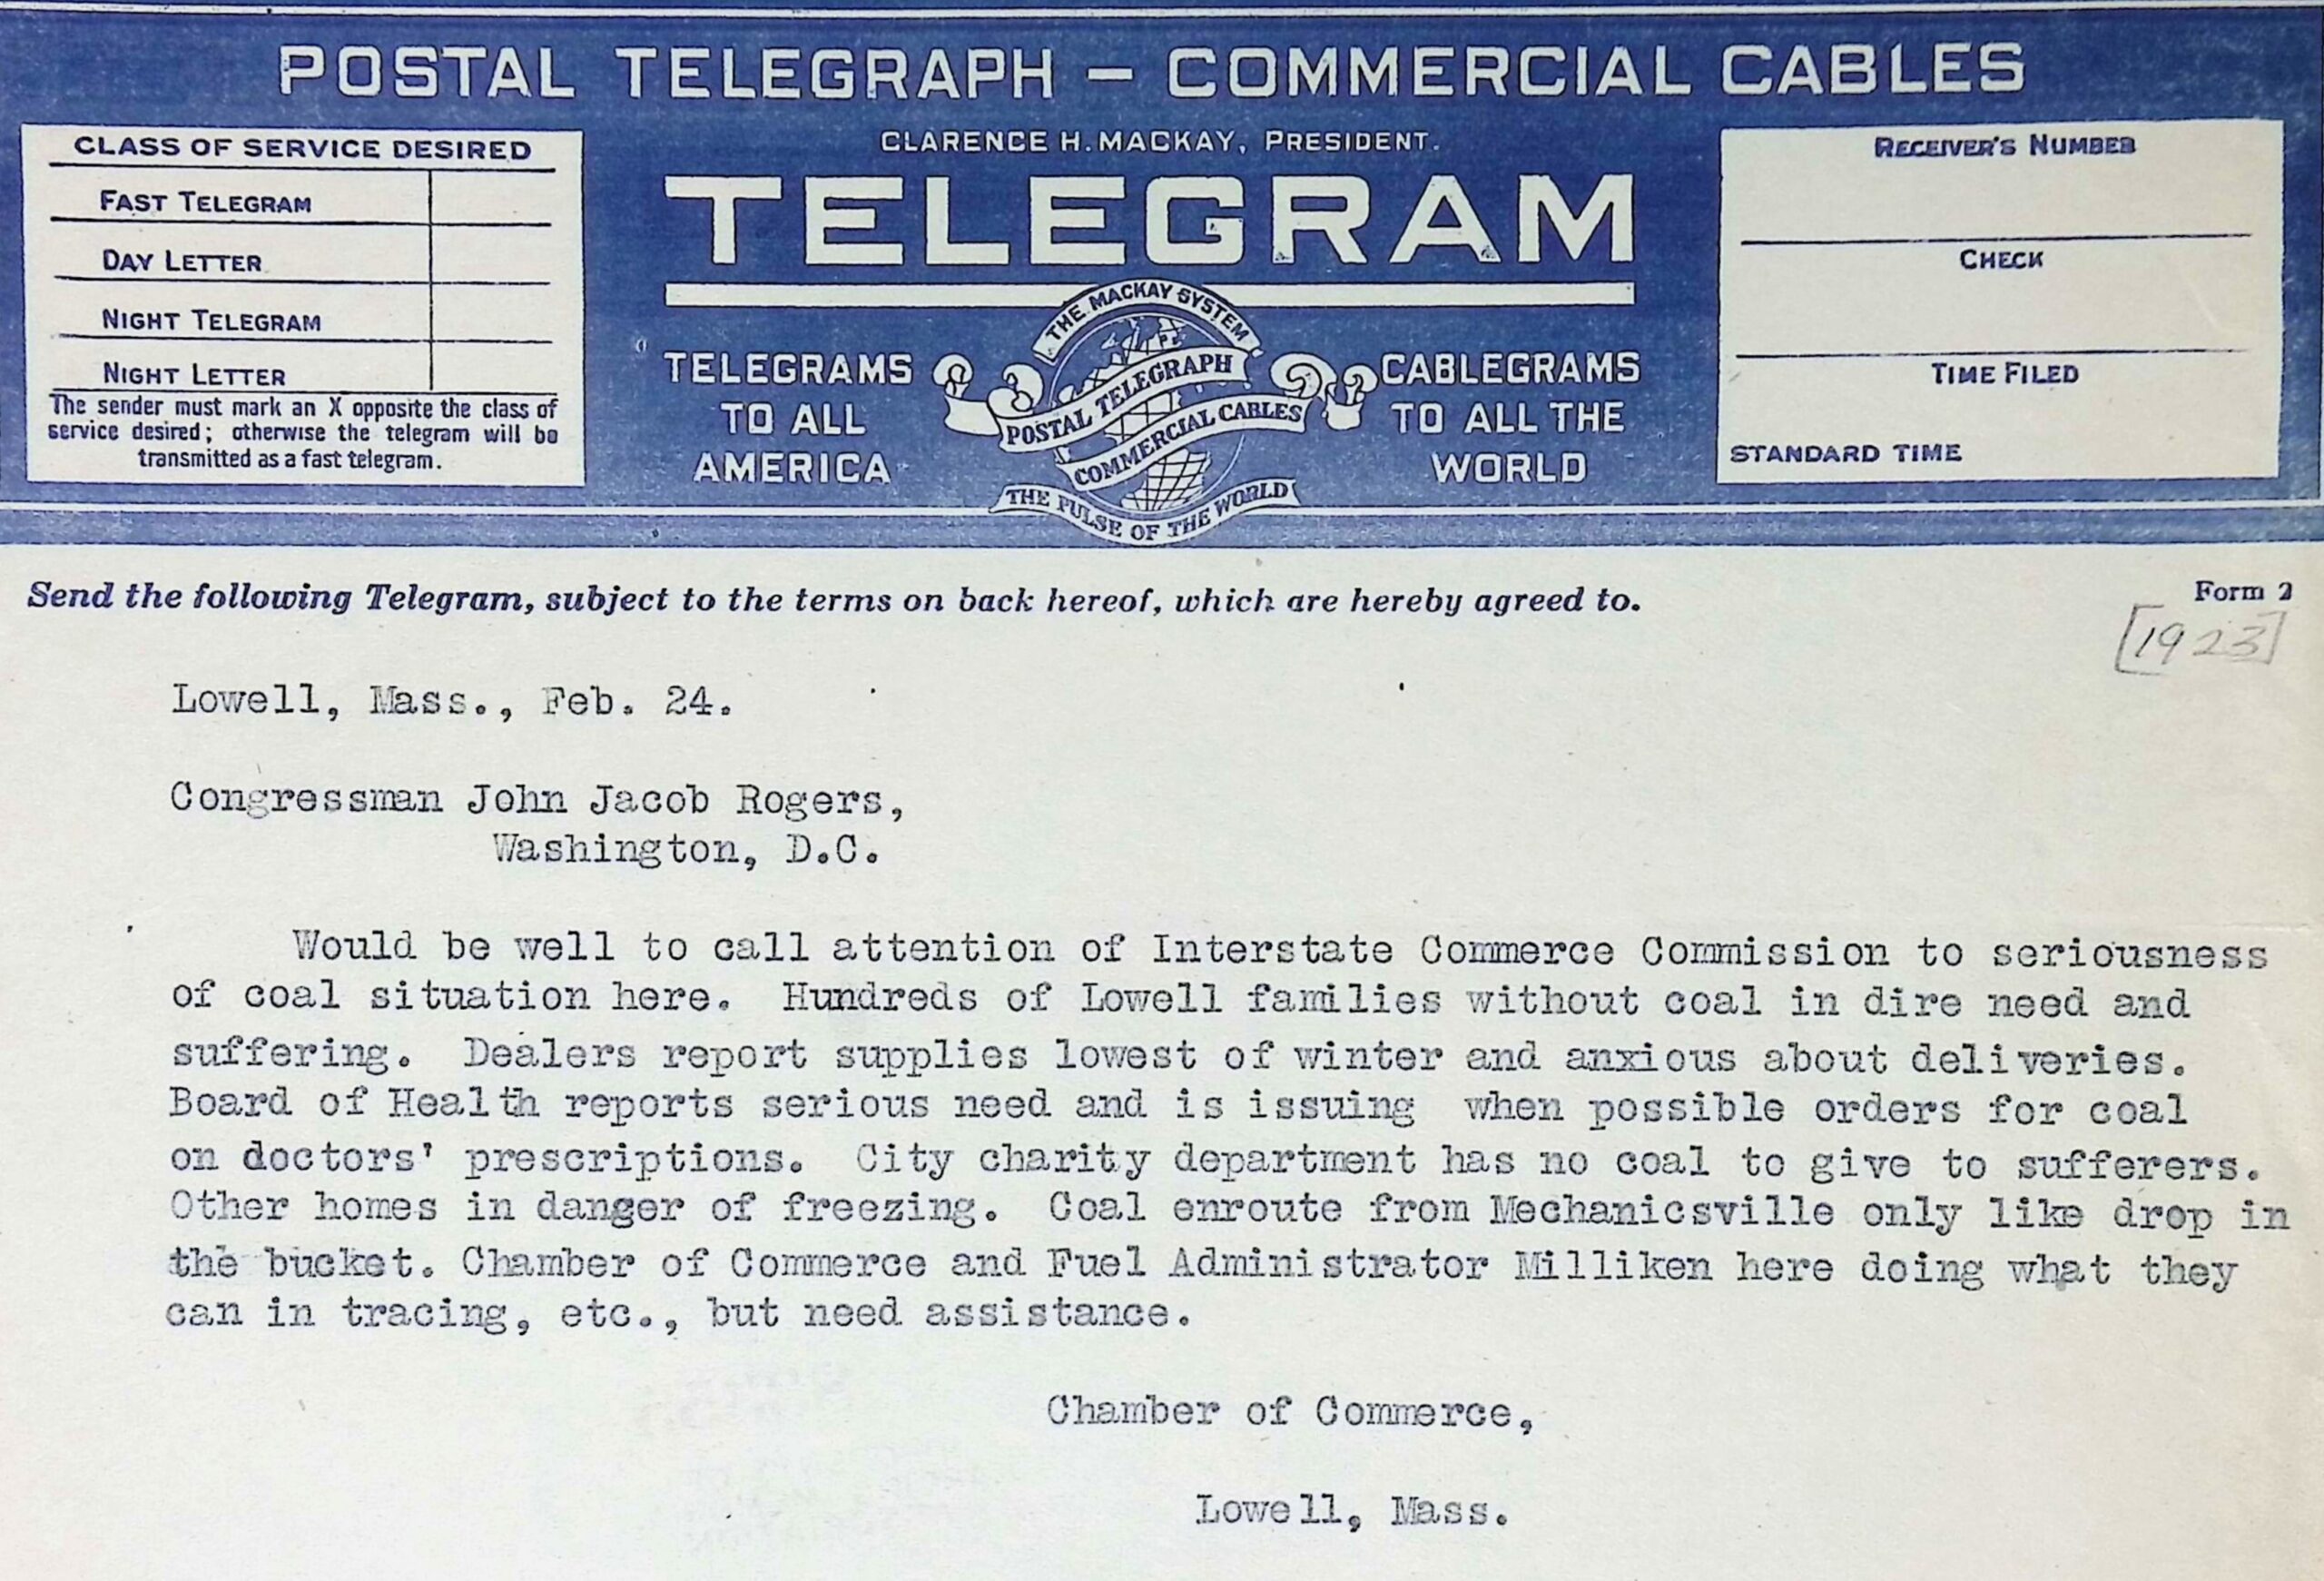 POSTAL TELEGRAPH – COMMERCIAL CABLES
CLARENCE H. MACKAY, PRESIDENT.
TELEGRAM
CLASS OF SERVICE DESIRED
FAST TELEGRAM
DAY LETTER
NIGHT TELEGRAM
NIGHT LETTER
The sender must mark an X opposite the class of
service desired; otherwise the telegram will be
transmitted as a fast telegram.
TELEGRAMS
TO ALL
AMERICA
THE MACKAY SYSTEM
POSTAL TELEGRAPH
COMMERCIAL CABLES
THE PULSE OF THE WORLD
CABLEGRAMS
TO ALL THE
WORLD
RECEIVER'S NUMBER
CHECK
TIME FILED
STANDARD TIME
Send the following Telegram, subject to the terms on back hereof, which are hereby agreed to.
Form 2
[1923]
Lowell, Mass., Feb. 24.
Congressman John Jacob Rogers,
Washington, D.C.
Would be well to call attention of Interstate Commerce Commission to seriousness
of coal situation here. Hundreds of Lowell families without coal in dire need and
suffering. Dealers report supplies lowest of winter and anxious about deliveries.
Board of Health reports serious need and is issuing when possible orders for coal
on doctors' prescriptions. City charity department has no coal to give to sufferers.
Other homes in danger of freezing. Coal enroute from Mechanicsville only like drop in
the bucket. Chamber of Commerce and Fuel Administrator Milliken here doing what they
can in tracing, etc., but need assistance.
Chamber of Commerce,
Lowell, Mass.